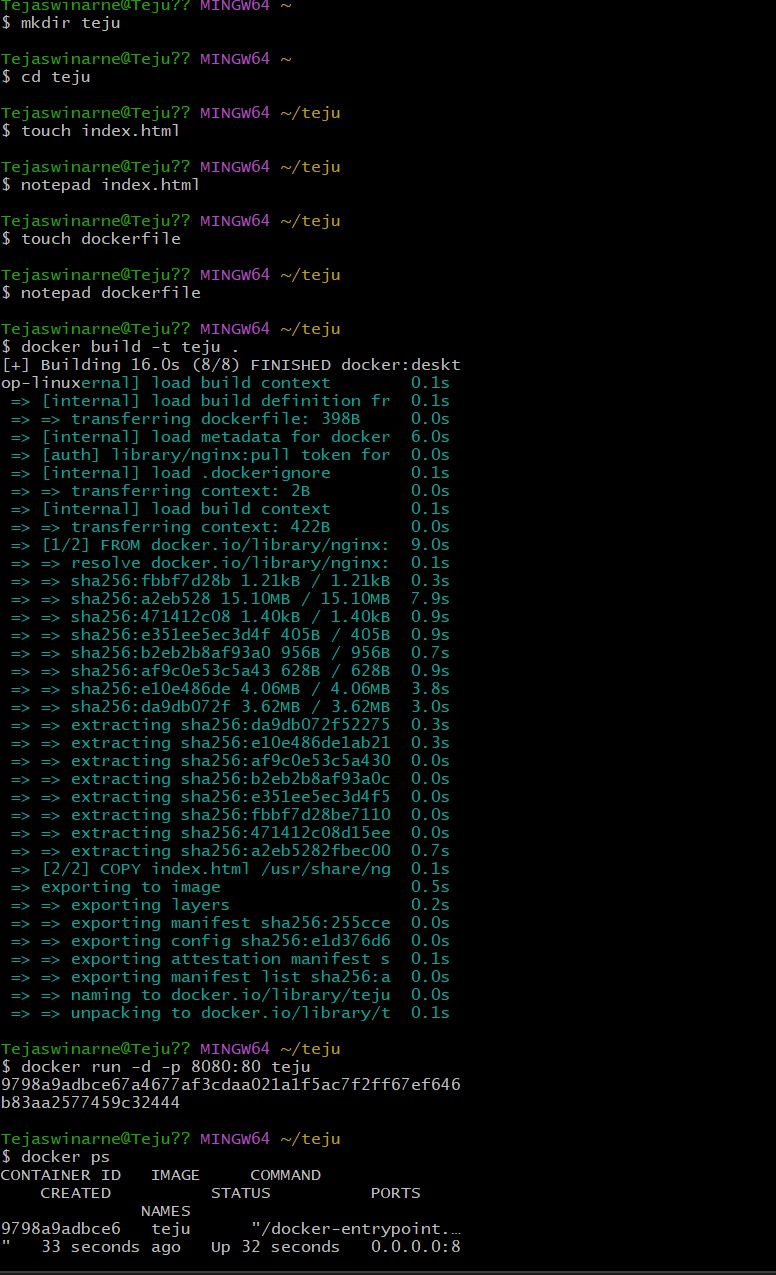 Tejaswinarne@Teju?? MINGW64 ~
$ mkdir teju
Tejaswinarne@Teju?? MINGW64 ~
$ cd teju
Tejaswinarne@Teju?? MINGW64 ~/teju
$ touch index.html
Tejaswinarne@Teju?? MINGW64 ~/teju
$ notepad index.html
Tejaswinarne@Teju?? MINGW64 ~/teju
$ touch dockerfile
Tejaswinarne@Teju?? MINGW64 ~/teju
$ notepad dockerfile
Tejaswinarne@Teju?? MINGW64 ~/teju
$ docker build -t teju .
[+] Building 16.0s (8/8) FINISHED docker:deskt
op-linuxernal] load build context 0.1s
=> [internal] load build definition fr 0.1s
=> => transferring dockerfile: 398B 0.0s
=> [internal] load metadata for docker 6.0s
=> [auth] library/nginx:pull token for 0.0s
=> [internal] load .dockerignore 0.1s
=> => transferring context: 2B 0.0s
=> [internal] load build context 0.1s
=> => transferring context: 422B 0.0s
=> [1/2] FROM docker.io/library/nginx: 9.0s
=> => resolve docker.io/library/nginx: 0.1s
=> => sha256:fbbf7d28b 1.21kB / 1.21kB 0.3s
=> => sha256:a2eb528 15.10MB / 15.10MB 7.9s
=> => sha256:471412c08 1.40kB / 1.40kB 0.9s
=> => sha256:e351ee5ec3d4f 405B / 405B 0.9s
=> => sha256:b2eb2b8af93a0 956B / 956B 0.7s
=> => sha256:af9c0e53c5a43 628B / 628B 0.9s
=> => sha256:e10e486de 4.06MB / 4.06MB 3.8s
=> => sha256:da9db072f 3.62MB / 3.62MB 3.0s
=> => extracting sha256:da9db072f52275 0.3s
=> => extracting sha256:e10e486de1ab21 0.3s
=> => extracting sha256:af9c0e53c5a430 0.0s
=> => extracting sha256:b2eb2b8af93a0c 0.0s
=> => extracting sha256:e351ee5ec3d4f5 0.0s
=> => extracting sha256:fbbf7d28be7110 0.0s
=> => extracting sha256:471412c08d15ee 0.0s
=> => extracting sha256:a2eb5282fbec00 0.7s
=> [2/2] COPY index.html /usr/share/ng 0.1s
=> exporting to image 0.5s
=> => exporting layers 0.2s
=> => exporting manifest sha256:255cce 0.0s
=> => exporting config sha256:e1d376d6 0.0s
=> => exporting attestation manifest s 0.1s
=> => exporting manifest list sha256:a 0.0s
=> => naming to docker.io/library/teju 0.0s
=> => unpacking to docker.io/library/t 0.1s
Tejaswinarne@Teju?? MINGW64 ~/teju
$ docker run -d -p 8080:80 teju
9798a9adbce67a4677af3cdaa021a1f5ac7f2ff67ef646
b83aa2577459c32444
Tejaswinarne@Teju?? MINGW64 ~/teju
$ docker ps
CONTAINER ID IMAGE COMMAND
CREATED STATUS PORTS
NAMES
9798a9adbce6 teju "/docker-entrypoint.…
" 33 seconds ago Up 32 seconds 0.0.0.0:8